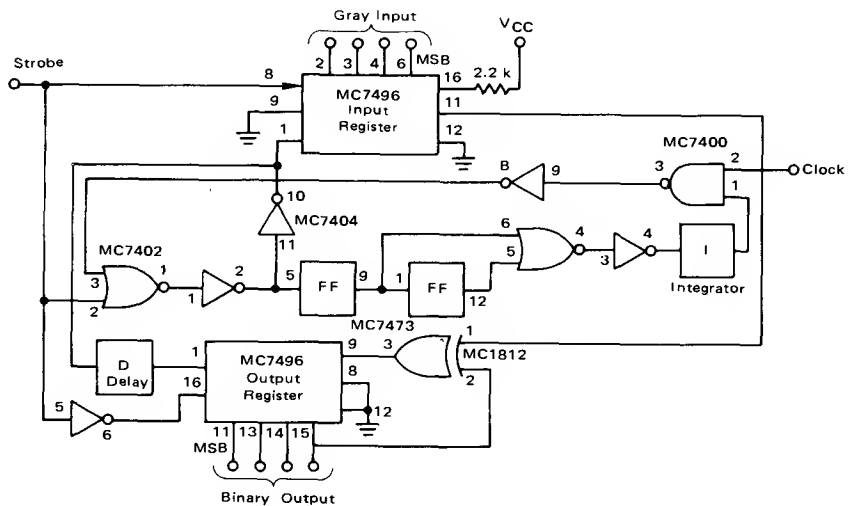 Gray Input
VCC
Strobe
2 3 4 6 MSB
16 2.2 k
8
MC7496
Input
Register
11
9
12
1
MC7400
8 9 3 2
Clock
1
10
MC7404
11
6
4
5
3 4
I
Integrator
MC7402
3 1 2
1
2
5 FF 9
1 FF
12
MC7473
1
MC1812
2
3
9
MC7496
Output
Register
8
12
1
16
D
Delay
5
6
11 13 14 15
MSB
Binary Output